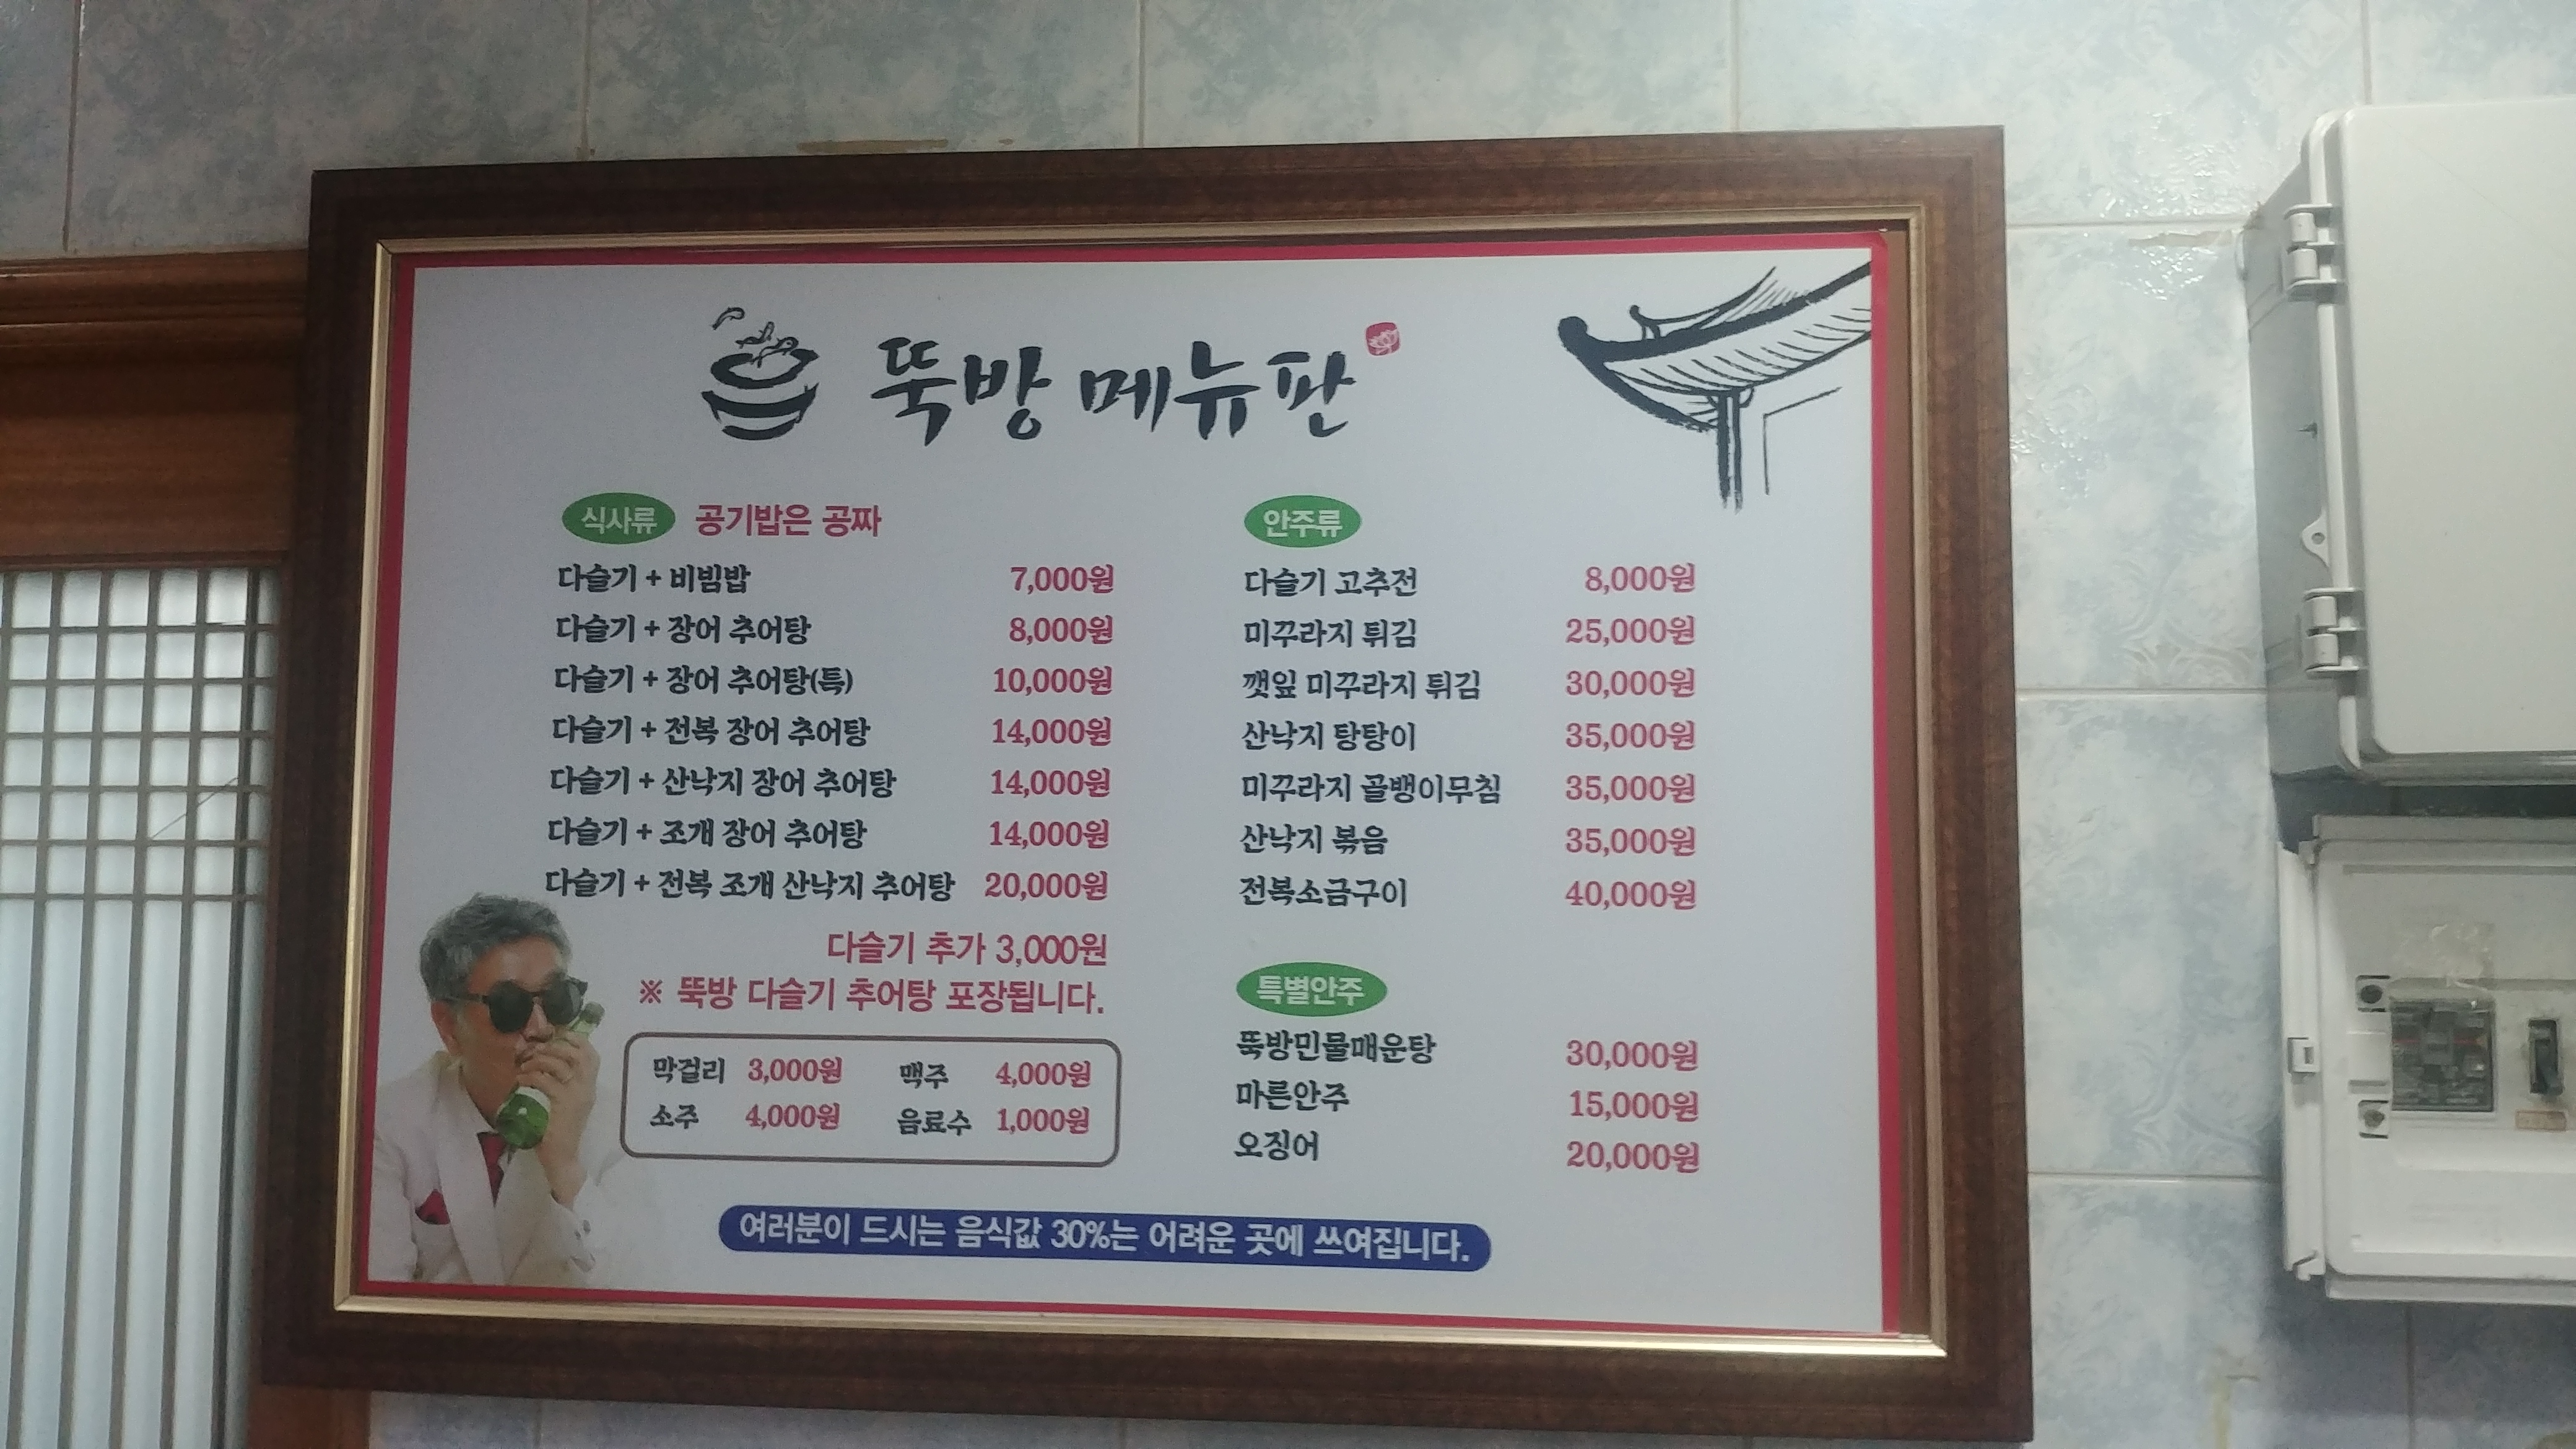 뚝방 메뉴판
식사류 공기밥은 공짜
다슬기 + 비빔밥 7,000원
다슬기 + 장어 추어탕 8,000원
다슬기 + 장어 추어탕(특) 10,000원
다슬기 + 전복 장어 추어탕 14,000원
다슬기 + 산낙지 장어 추어탕 14,000원
다슬기 + 조개 장어 추어탕 14,000원
다슬기 + 전복 조개 산낙지 추어탕 20,000원
다슬기 추가 3,000원
※ 뚝방 다슬기 추어탕 포장됩니다.
막걸리 3,000원 맥주 4,000원
소주 4,000원 음료수 1,000원
안주류
다슬기 고추전 8,000원
미꾸라지 튀김 25,000원
깻잎 미꾸라지 튀김 30,000원
산낙지 탕탕이 35,000원
미꾸라지 골뱅이무침 35,000원
산낙지 볶음 35,000원
전복소금구이 40,000원
특별안주
뚝방민물매운탕 30,000원
마른안주 15,000원
오징어 20,000원
여러분이 드시는 음식값 30%는 어려운 곳에 쓰여집니다.